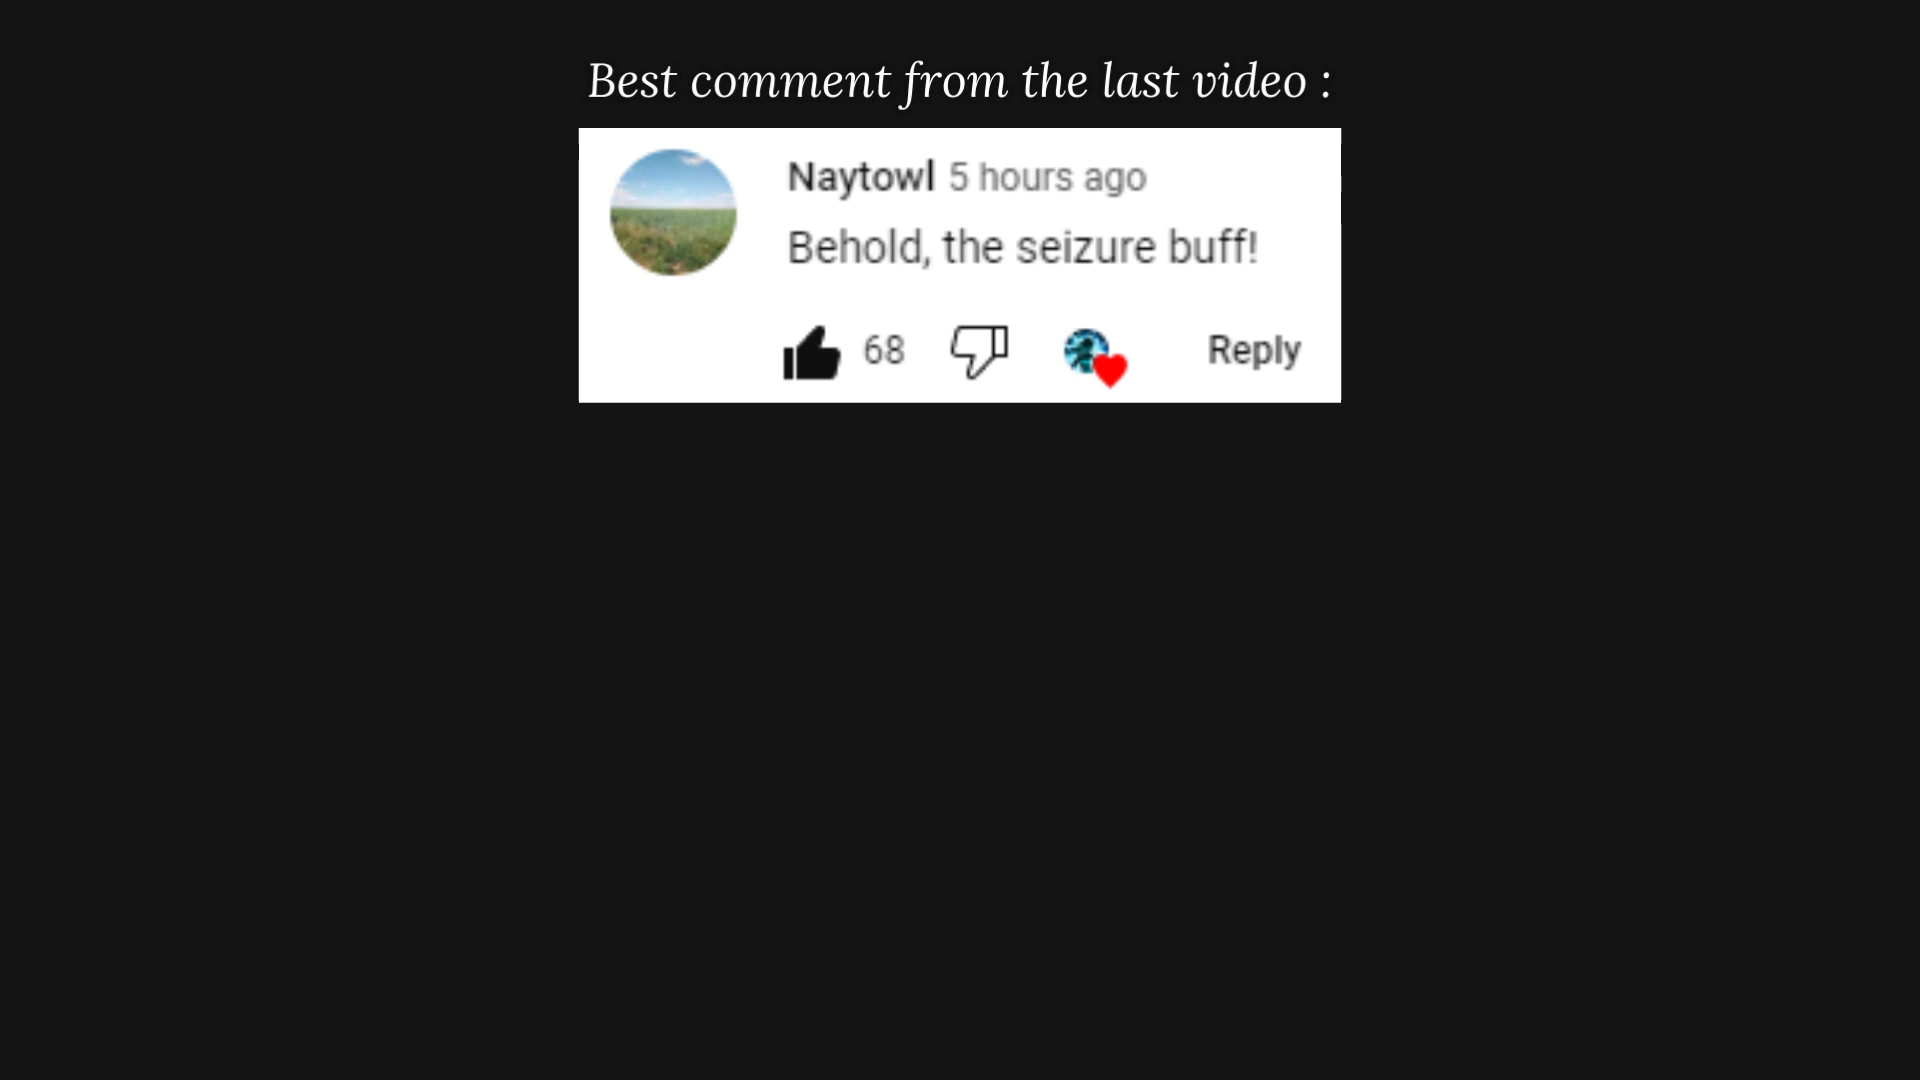 Best comment from the last video :
Naytowl 5 hours ago
Behold, the seizure buff!
68 Reply